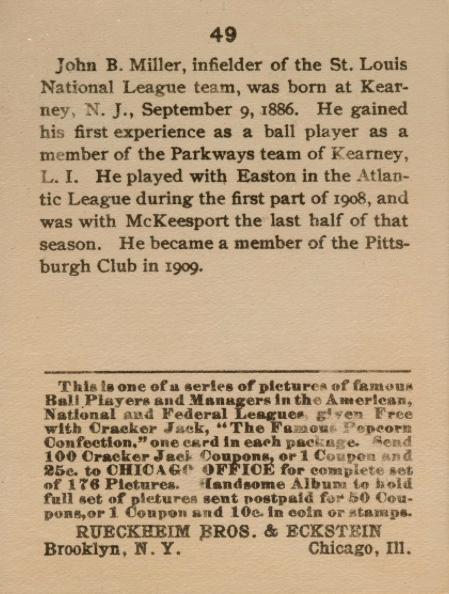 49
John B. Miller, infielder of the St. Louis
National League team, was born at Kear-
ney, N. J., September 9, 1886. He gained
his first experience as a ball player as a
member of the Parkways team of Kearney,
L. I. He played with Easton in the Atlan-
tic League during the first part of 1908, and
was with McKeesport the last half of that
season. He became a member of the Pitts-
burgh Club in 1909.
This is one of a series of pictures of famous
Ball Players and Managers in the American,
National and Federal Leagues, given Free
with Cracker Jack, "The Famous Popcorn
Confection," one card in each package. Send
100 Cracker Jack Coupons, or 1 Coupon and
25c. to CHICAGO OFFICE for complete set
of 176 Pictures. Handsome Album to hold
full set of pictures sent postpaid for 50 Cou-
pons, or 1 Coupon and 10c. in coin or stamps.
RUECKHEIM BROS. & ECKSTEIN
Brooklyn, N. Y. Chicago, Ill.